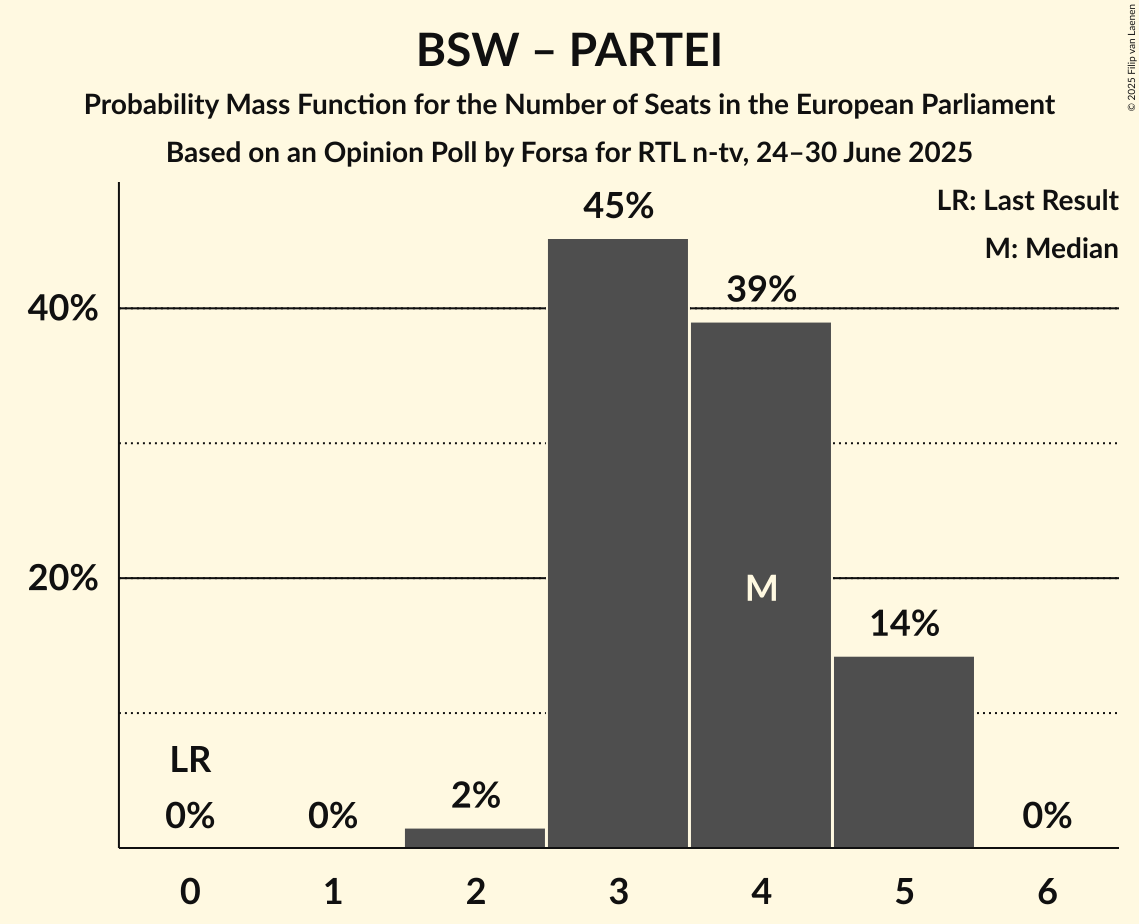 BSW – PARTEI
Probability Mass Function for the Number of Seats in the European Parliament
Based on an Opinion Poll by Forsa for RTL n-tv, 24–30 June 2025
© 2025 Filip van Laenen
LR: Last Result
M: Median
45%
39%
40%
20%
M
14%
LR
0%
0%
2%
0%
0
1
2
3
4
5
6